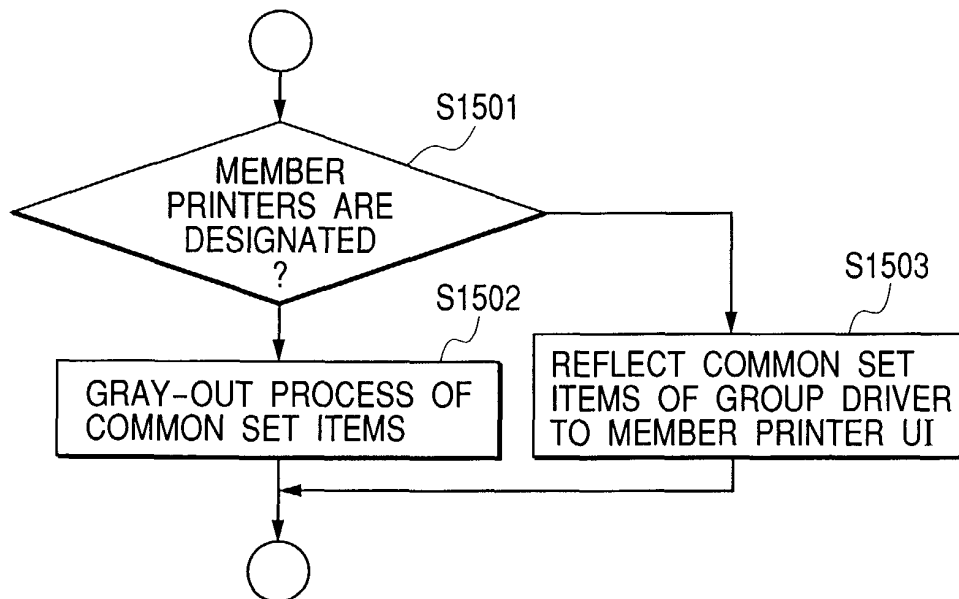 S1501
MEMBER
PRINTERS ARE
DESIGNATED
?
S1502
GRAY-OUT PROCESS OF
COMMON SET ITEMS
S1503
REFLECT COMMON SET
ITEMS OF GROUP DRIVER
TO MEMBER PRINTER UI